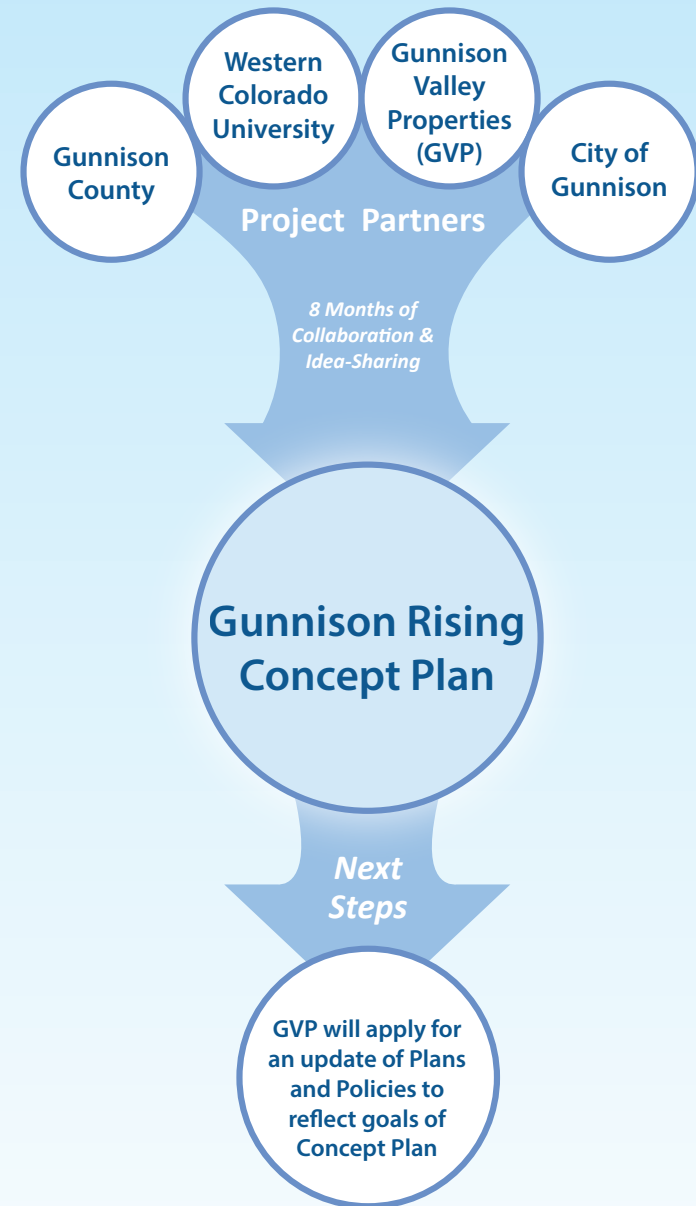 Gunnison
County
Western
Colorado
University
Gunnison
Valley
Properties
(GVP)
City of
Gunnison
Project Partners
8 Months of
Collaboration &
Idea-Sharing
Gunnison Rising
Concept Plan
Next
Steps
GVP will apply for
an update of Plans
and Policies to
reflect goals of
Concept Plan